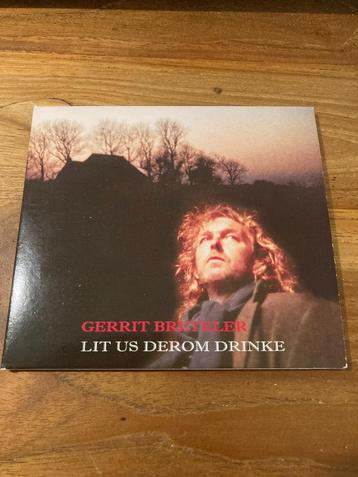 GERRIT BRETELER
LIT US DEROM DRINKE